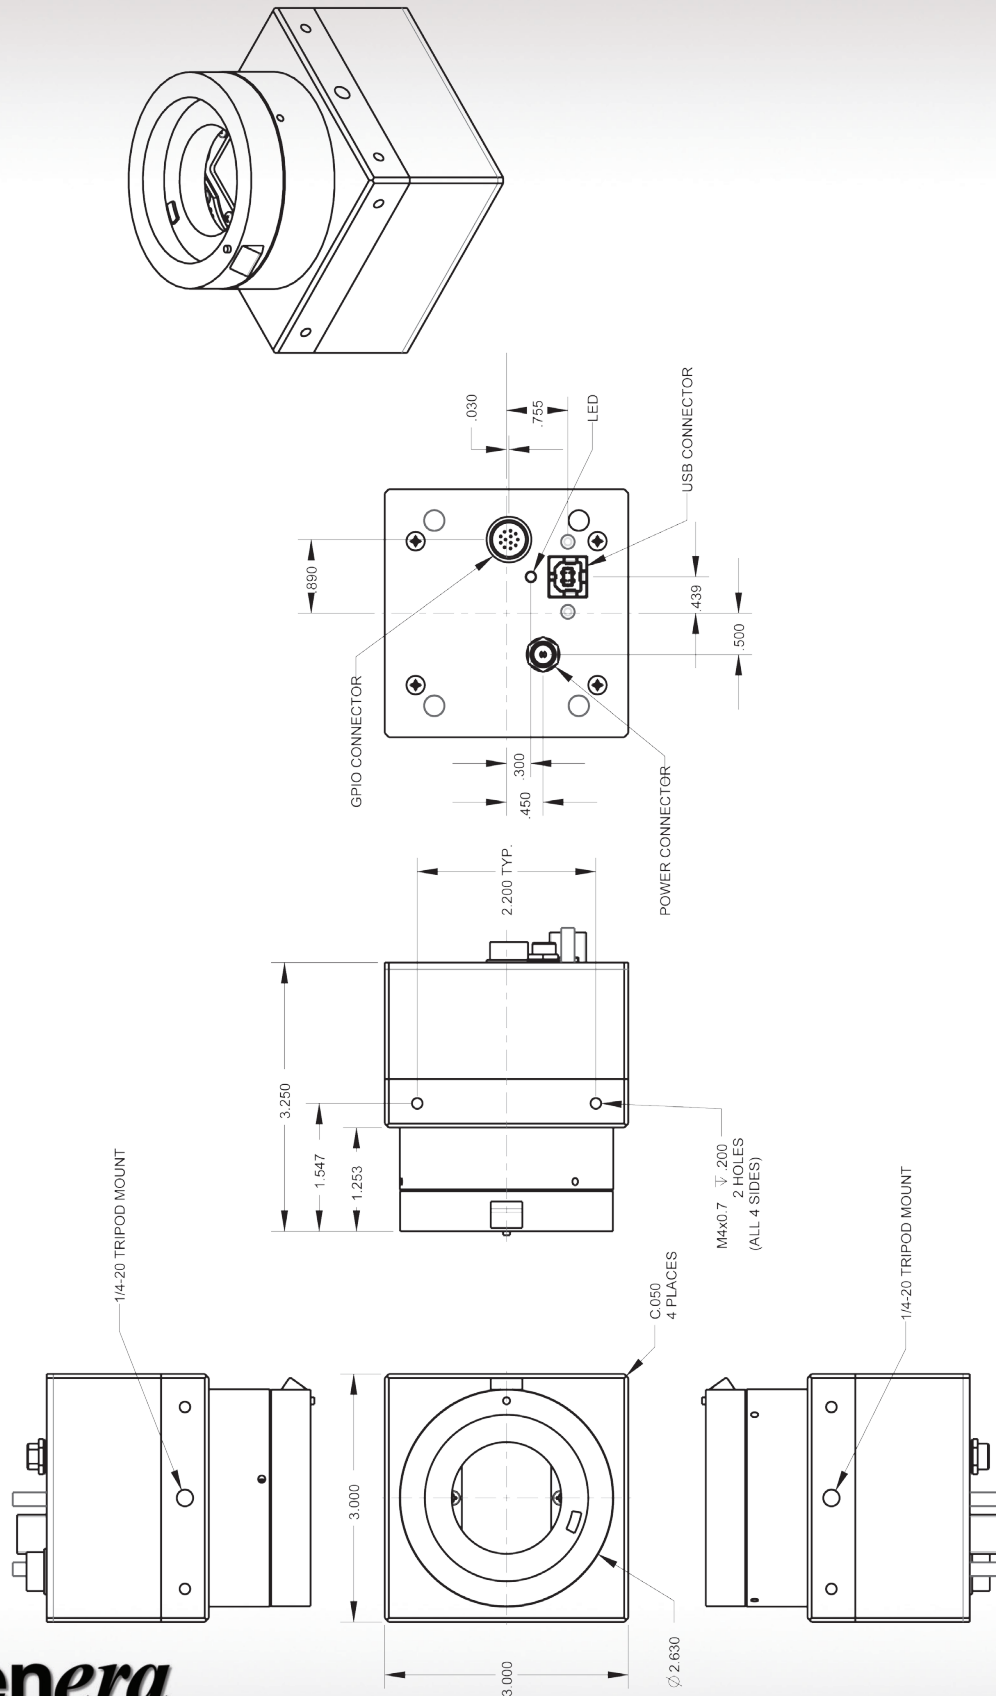 .030
.755
LED
USB CONNECTOR
.890
GPIO CONNECTOR
.439
.500
.300
.450
POWER CONNECTOR
2.200 TYP.
3.250
1.547
1.253
M4x0.7 ↧ .200
2 HOLES
(ALL 4 SIDES)
1/4-20 TRIPOD MOUNT
C.050
4 PLACES
1/4-20 TRIPOD MOUNT
3.000
3.000
∅ 2.630
enera